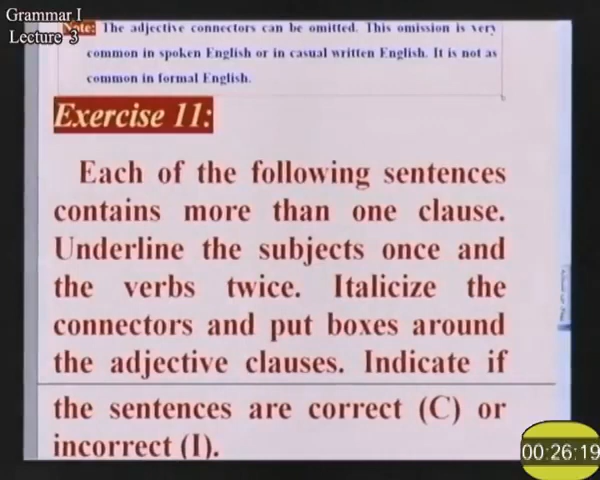 Grammar I
Lecture 3
Note: The adjective connectors can be omitted. This omission is very
common in spoken English or in casual written English. It is not as
common in formal English.
Exercise 11:
Each of the following sentences
contains more than one clause.
Underline the subjects once and
the verbs twice. Italicize the
connectors and put boxes around
the adjective clauses. Indicate if
the sentences are correct (C) or
incorrect (I).
00:26:19